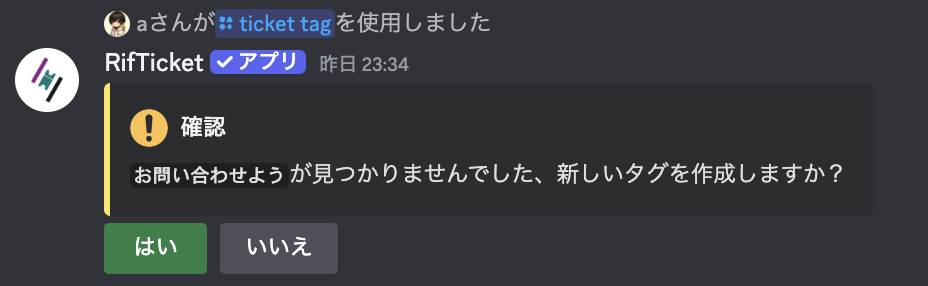 aさんが ticket tag を使用しました
RifTicket アプリ 昨日 23:34
確認
お問い合わせようが見つかりませんでした、新しいタグを作成しますか？
はい いいえ